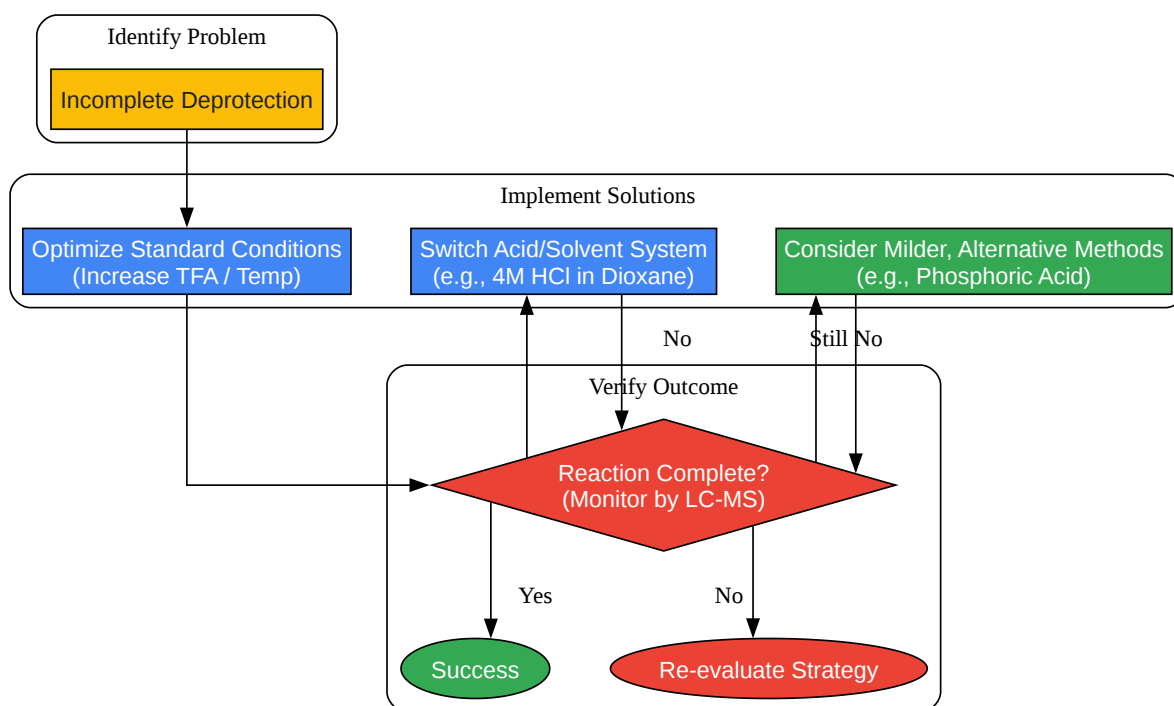 Identify Problem
Incomplete Deprotection
Implement Solutions
Optimize Standard Conditions
(Increase TFA / Temp)
Switch Acid/Solvent System
(e.g., 4M HCl in Dioxane)
Consider Milder, Alternative Methods
(e.g., Phosphoric Acid)
No
Still No
Verify Outcome
Reaction Complete?
(Monitor by LC-MS)
Yes
No
Success
Re-evaluate Strategy